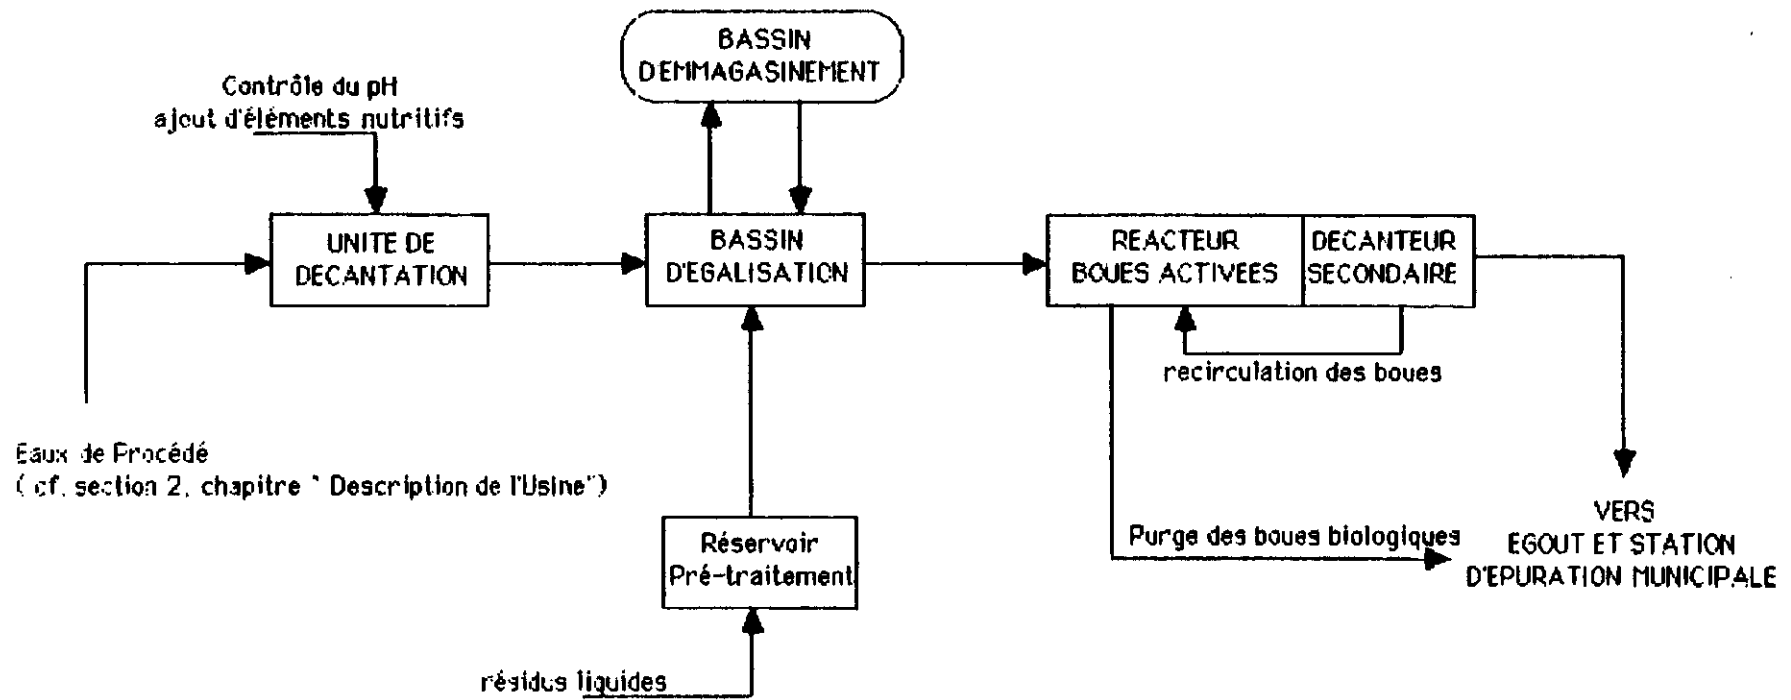 BASSIN
D'EMMAGASINEMENT
Contrôle du pH
ajout d'éléments nutritifs
UNITE DE
DECANTATION
BASSIN
D'EGALISATION
REACTEUR
BOUES ACTIVEES
DECANTEUR
SECONDAIRE
recirculation des boues
Eaux de Procédé
( cf. section 2, chapitre " Description de l'Usine")
Réservoir
Pré-traitement
Purge des boues biologiques
VERS
EGOUT ET STATION
D'EPURATION MUNICIPALE
résidus liquides